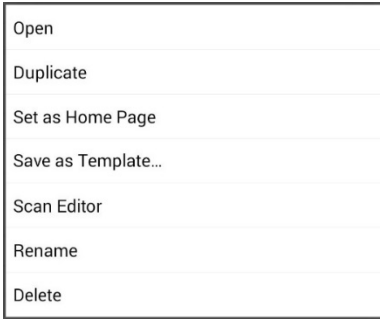 Open
Duplicate
Set as Home Page
Save as Template…
Scan Editor
Rename
Delete